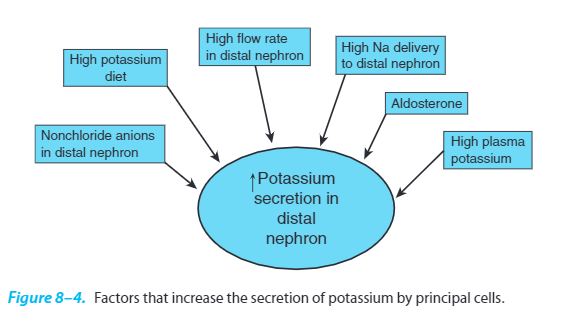 High flow rate
in distal nephron
High Na delivery
to distal nephron
High potassium
diet
Aldosterone
Nonchloride anions
in distal nephron
High plasma
potassium
↑Potassium
secretion in
distal
nephron
Figure 8–4. Factors that increase the secretion of potassium by principal cells.